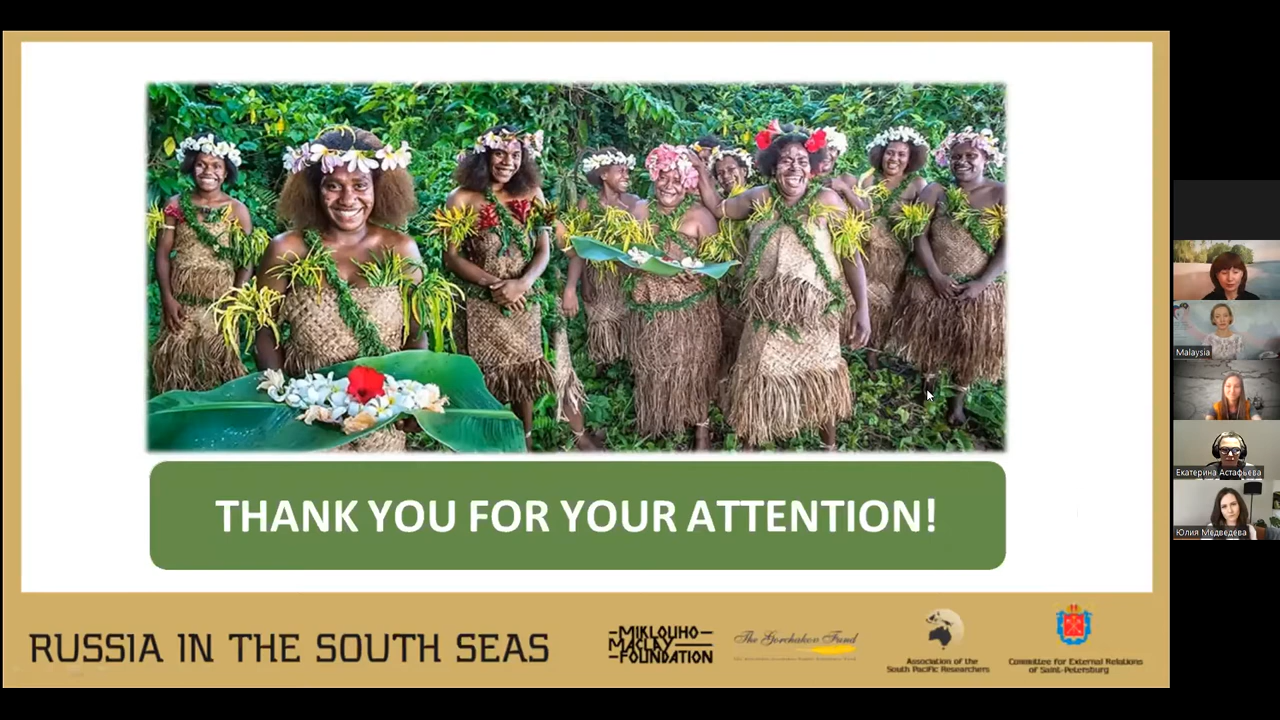 THANK YOU FOR YOUR ATTENTION!
RUSSIA IN THE SOUTH SEAS
MIKLOUHO
MACLAY
FOUNDATION
The Gorchakov Fund
Association of the
South Pacific Researchers
Committee for External Relations
of Saint-Petersburg
Malaysia
Екатерина Астафьева
Юлия Медведева